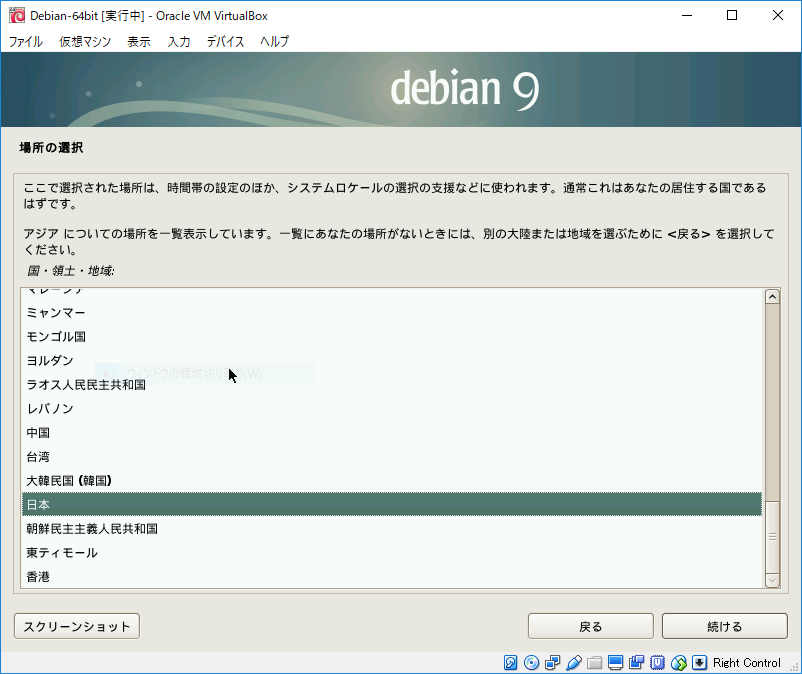 Debian-64bit [実行中] - Oracle VM VirtualBox
ファイル 仮想マシン 表示 入力 デバイス ヘルプ
debian 9
場所の選択
ここで選択された場所は、時間帯の設定のほか、システムロケールの選択の支援などに使われます。通常これはあなたの居住する国である
はずです。
アジア についての場所を一覧表示しています。一覧にあなたの場所がないときには、別の大陸または地域を選ぶために <戻る> を選択して
ください。
国・領土・地域:
マレーシア
ミャンマー
モンゴル国
ヨルダン
ラオス人民民主共和国
レバノン
中国
台湾
大韓民国 (韓国)
日本
朝鮮民主主義人民共和国
東ティモール
香港
スクリーンショット 戻る 続ける
Right Control